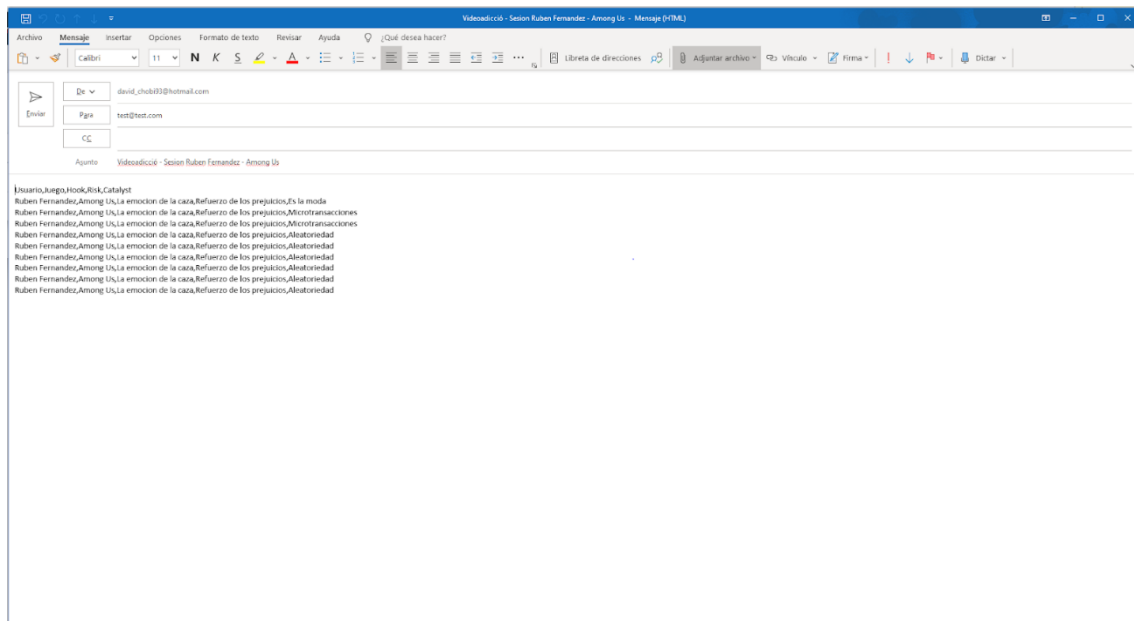 Videoadicció - Sesion Ruben Fernandez - Among Us - Mensaje (HTML)
Archivo Mensaje Insertar Opciones Formato de texto Revisar Ayuda ¿Qué desea hacer?
Calibri 11 N K S A Libreta de direcciones Adjuntar archivo Vínculo Firma Dictar
De david_chobi93@hotmail.com
Enviar
Para test@test.com
CC
Asunto Videoadicció - Sesion Ruben Fernandez - Among Us
Usuario,Juego,Hook,Risk,Catalyst
Ruben Fernandez,Among Us,La emocion de la caza,Refuerzo de los prejuicios,Es la moda
Ruben Fernandez,Among Us,La emocion de la caza,Refuerzo de los prejuicios,Microtransacciones
Ruben Fernandez,Among Us,La emocion de la caza,Refuerzo de los prejuicios,Microtransacciones
Ruben Fernandez,Among Us,La emocion de la caza,Refuerzo de los prejuicios,Aleatoriedad
Ruben Fernandez,Among Us,La emocion de la caza,Refuerzo de los prejuicios,Aleatoriedad
Ruben Fernandez,Among Us,La emocion de la caza,Refuerzo de los prejuicios,Aleatoriedad
Ruben Fernandez,Among Us,La emocion de la caza,Refuerzo de los prejuicios,Aleatoriedad
Ruben Fernandez,Among Us,La emocion de la caza,Refuerzo de los prejuicios,Aleatoriedad
Ruben Fernandez,Among Us,La emocion de la caza,Refuerzo de los prejuicios,Aleatoriedad